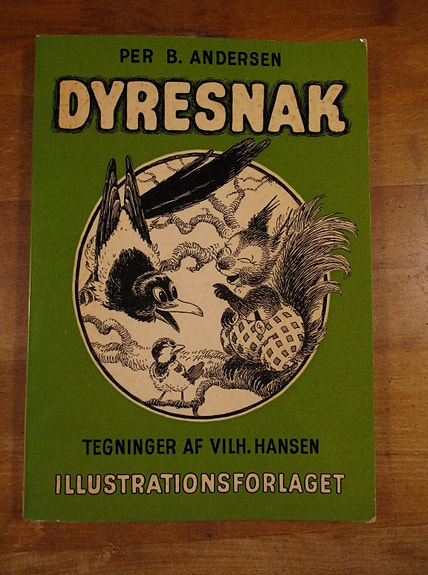 PER B. ANDERSEN
DYRESNAK
TEGNINGER AF VILH. HANSEN
ILLUSTRATIONSFORLAGET